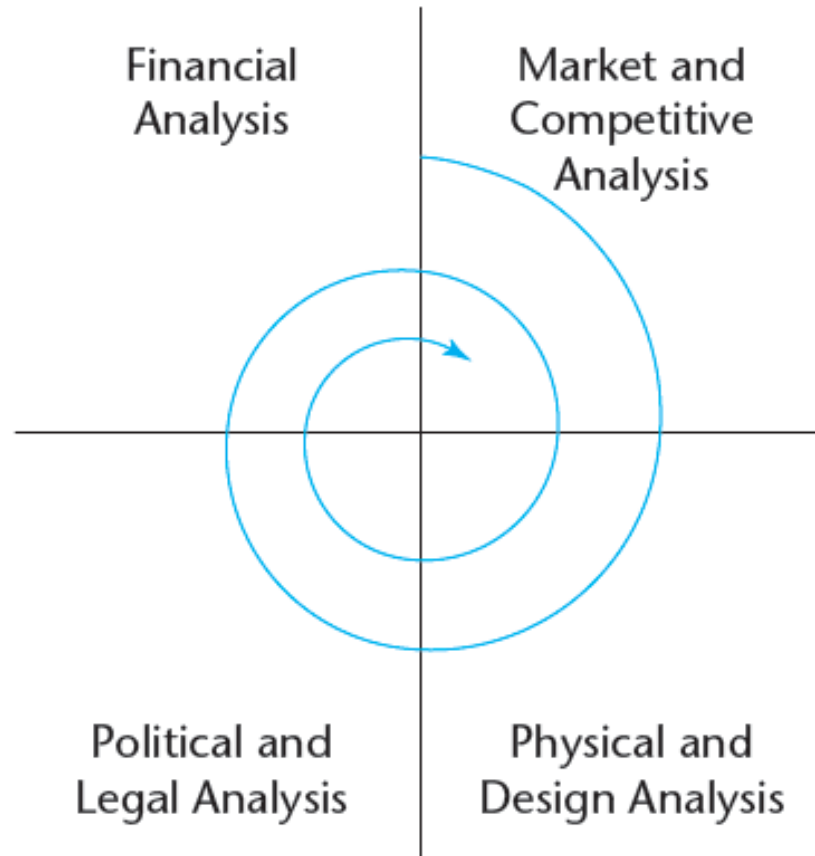 Financial
Analysis
Market and
Competitive
Analysis
Political and
Legal Analysis
Physical and
Design Analysis